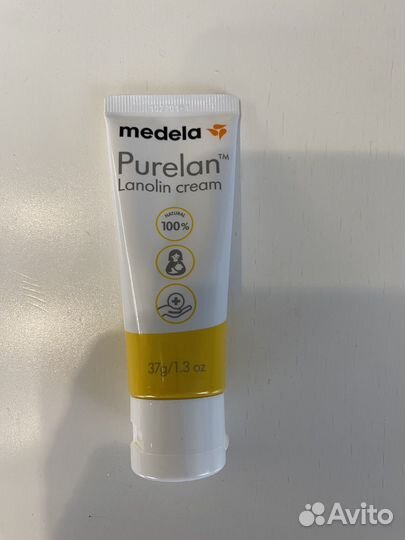 medela
Purelan™
Lanolin cream
NATURAL
100%
37g/1.3 oz
Avito